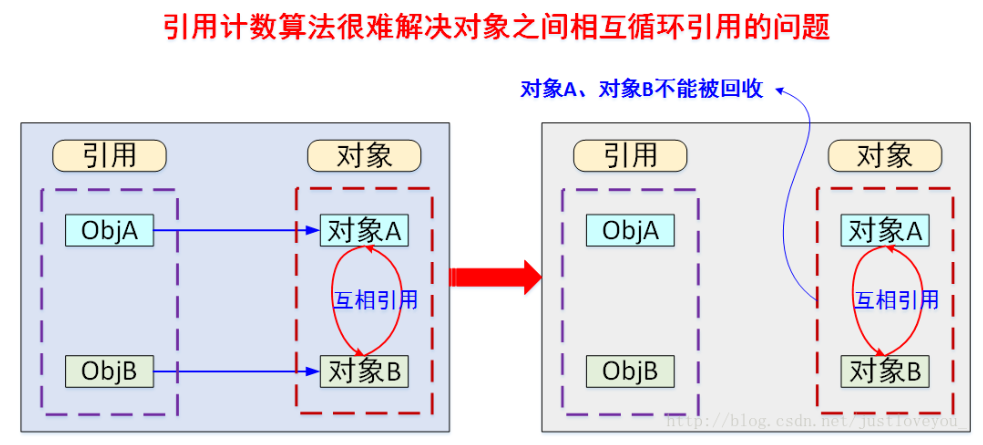 引用计数算法很难解决对象之间相互循环引用的问题
对象A、对象B不能被回收
引用
对象
ObjA
对象A
互相引用
ObjB
对象B
引用
对象
ObjA
对象A
互相引用
ObjB
对象B
http://blog.csdn.net/justloveyou_